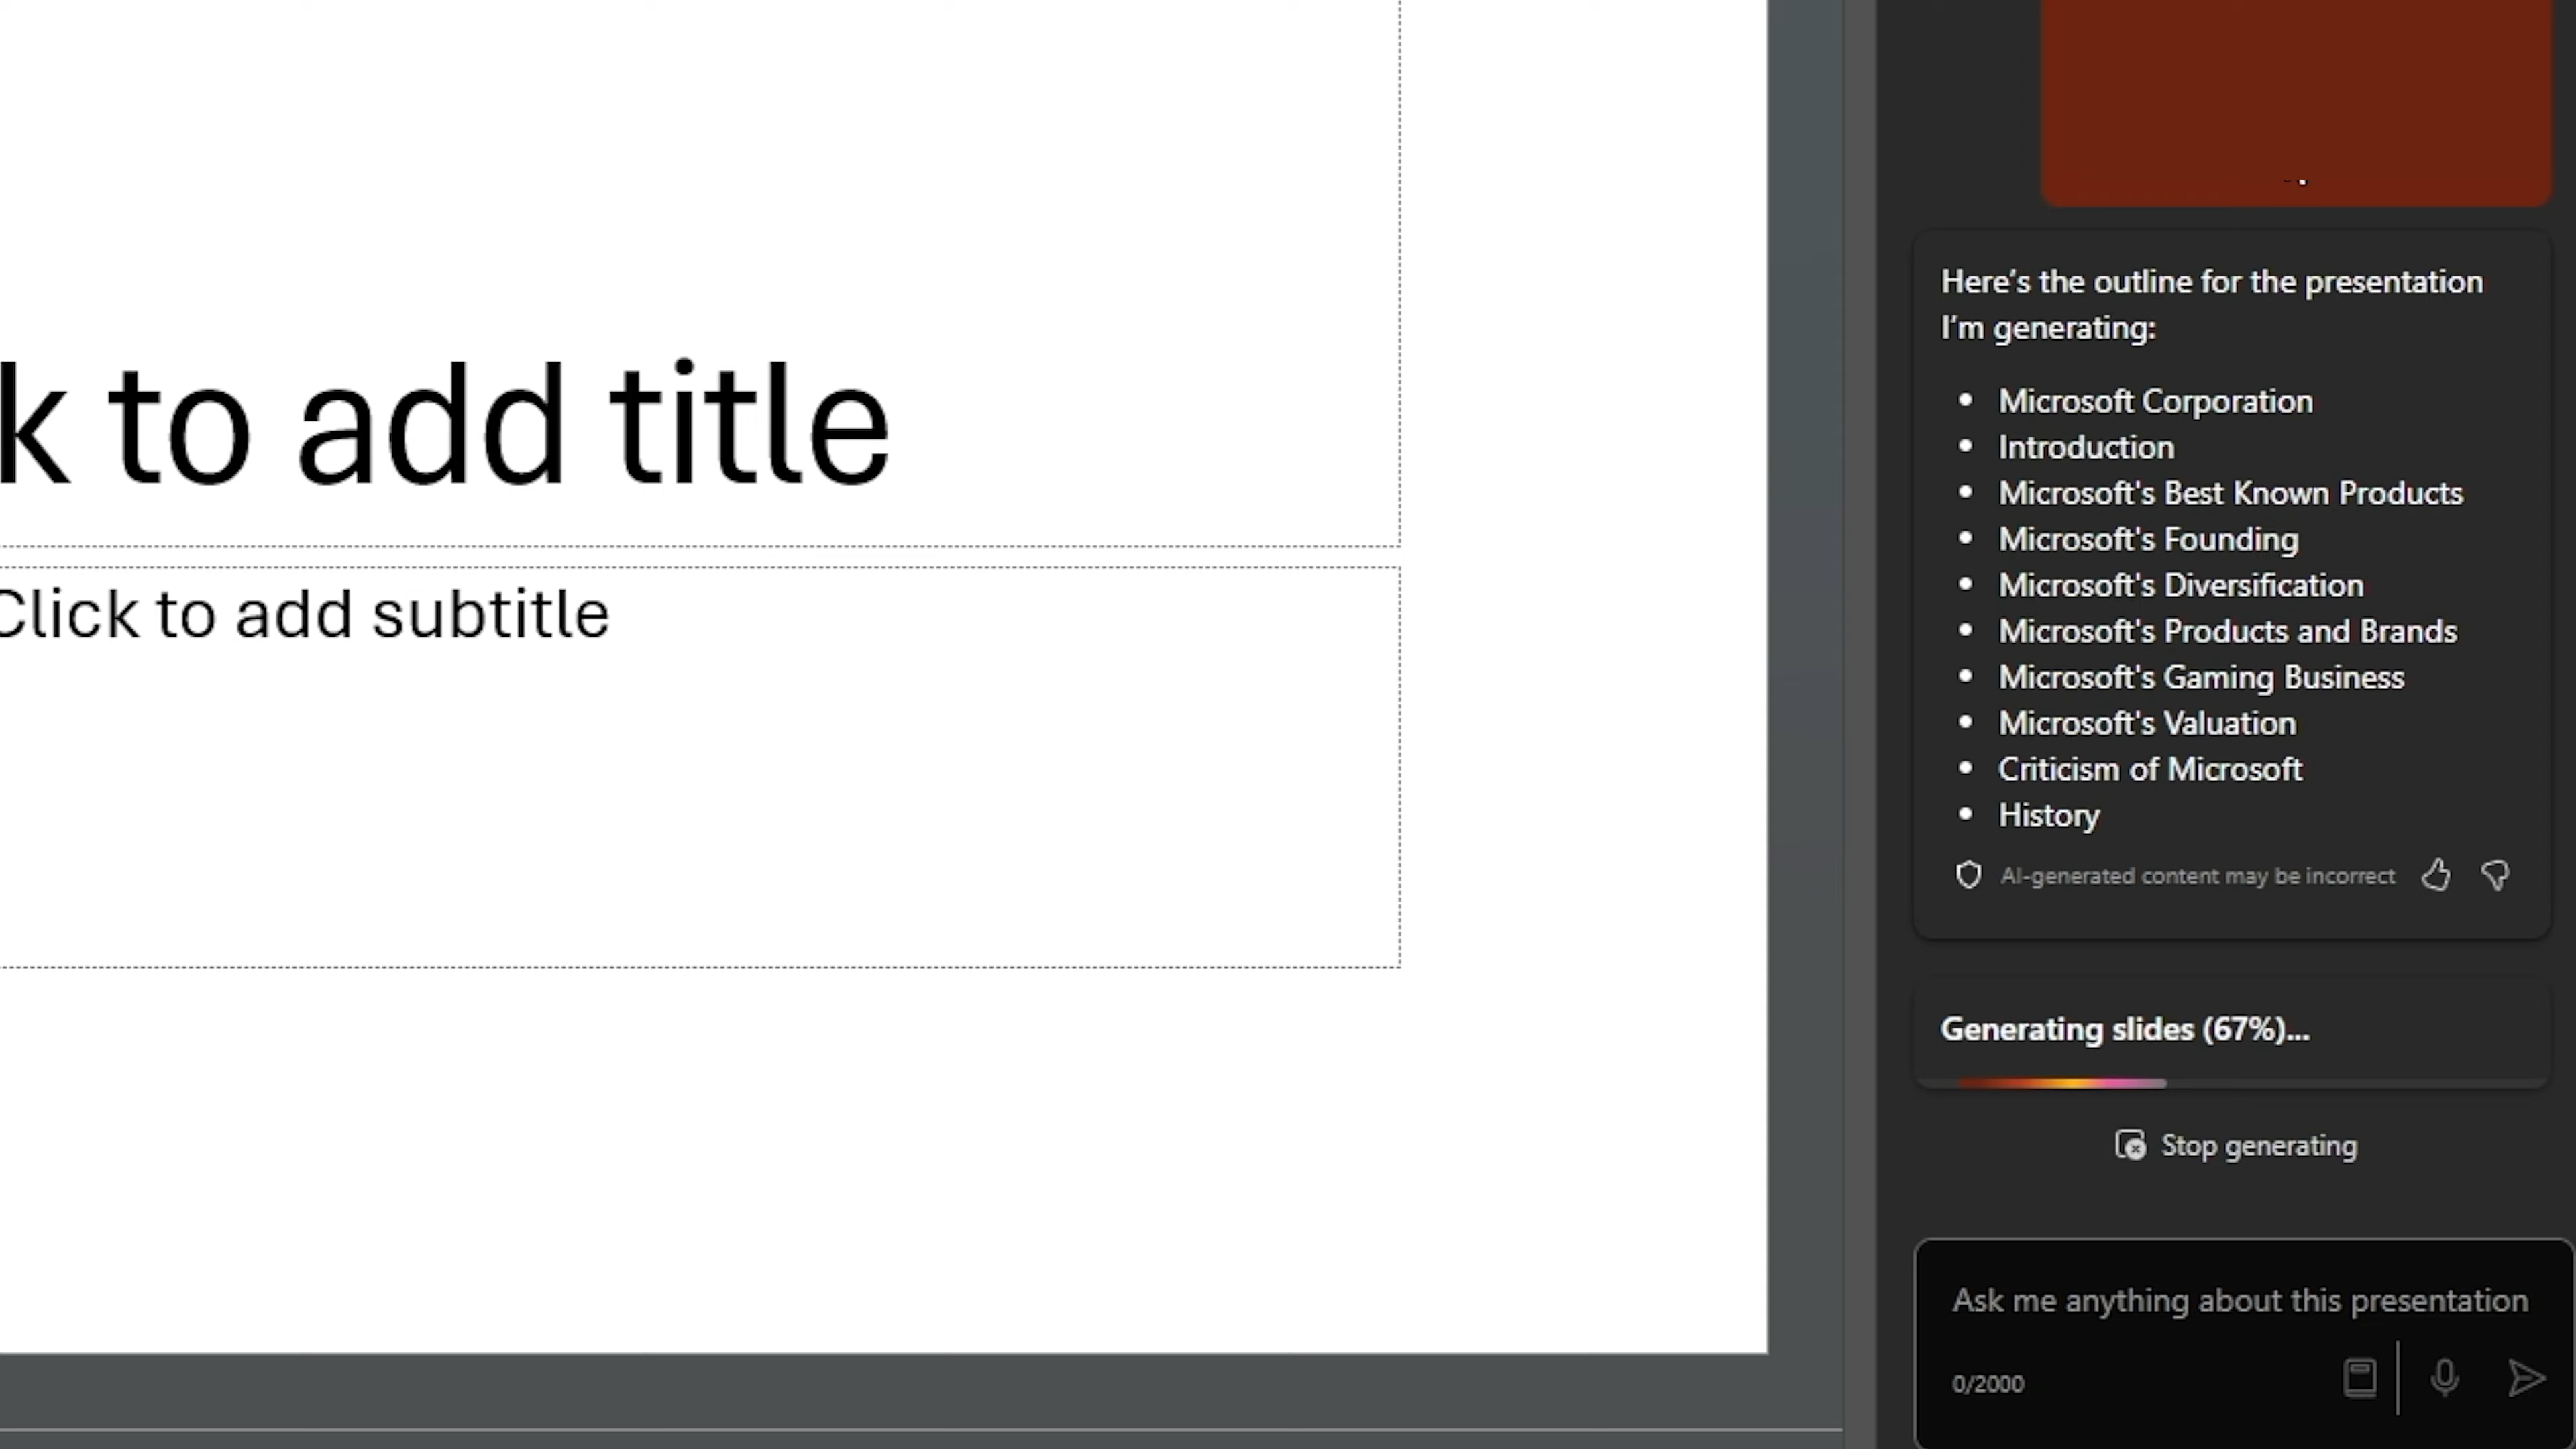 k to add title
Click to add subtitle
Here's the outline for the presentation
I'm generating:
• Microsoft Corporation
• Introduction
• Microsoft's Best Known Products
• Microsoft's Founding
• Microsoft's Diversification
• Microsoft's Products and Brands
• Microsoft's Gaming Business
• Microsoft's Valuation
• Criticism of Microsoft
• History
AI-generated content may be incorrect
Generating slides (67%)...
Stop generating
Ask me anything about this presentation
0/2000